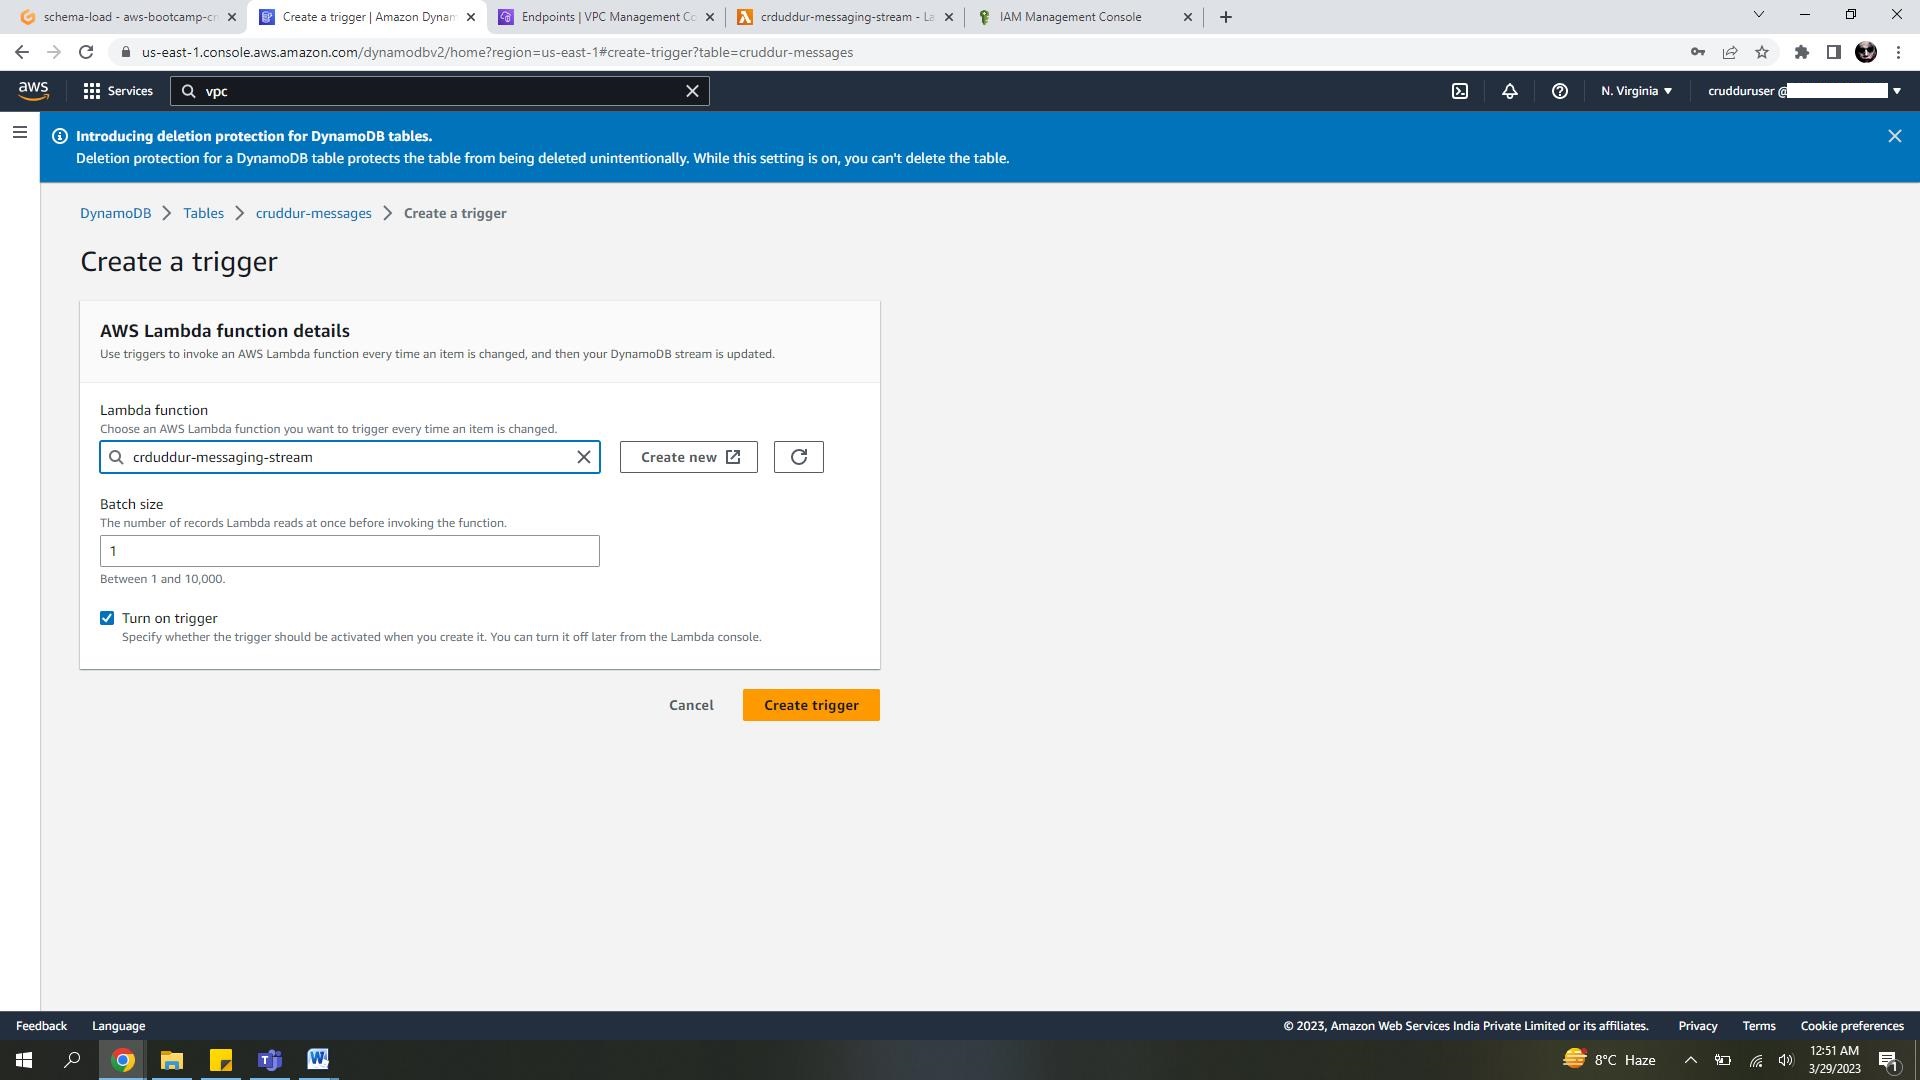 schema-load - aws-bootcamp-cr
Create a trigger | Amazon Dynam
Endpoints | VPC Management Co
crduddur-messaging-stream - La
IAM Management Console
us-east-1.console.aws.amazon.com/dynamodbv2/home?region=us-east-1#create-trigger?table=cruddur-messages
aws
Services
vpc
N. Virginia
crudduruser @
Introducing deletion protection for DynamoDB tables.
Deletion protection for a DynamoDB table protects the table from being deleted unintentionally. While this setting is on, you can't delete the table.
DynamoDB
Tables
cruddur-messages
Create a trigger
Create a trigger
AWS Lambda function details
Use triggers to invoke an AWS Lambda function every time an item is changed, and then your DynamoDB stream is updated.
Lambda function
Choose an AWS Lambda function you want to trigger every time an item is changed.
crduddur-messaging-stream
Create new
Batch size
The number of records Lambda reads at once before invoking the function.
1
Between 1 and 10,000.
Turn on trigger
Specify whether the trigger should be activated when you create it. You can turn it off later from the Lambda console.
Cancel
Create trigger
Feedback
Language
© 2023, Amazon Web Services India Private Limited or its affiliates.
Privacy
Terms
Cookie preferences
8°C Haze
12:51 AM
3/29/2023
1